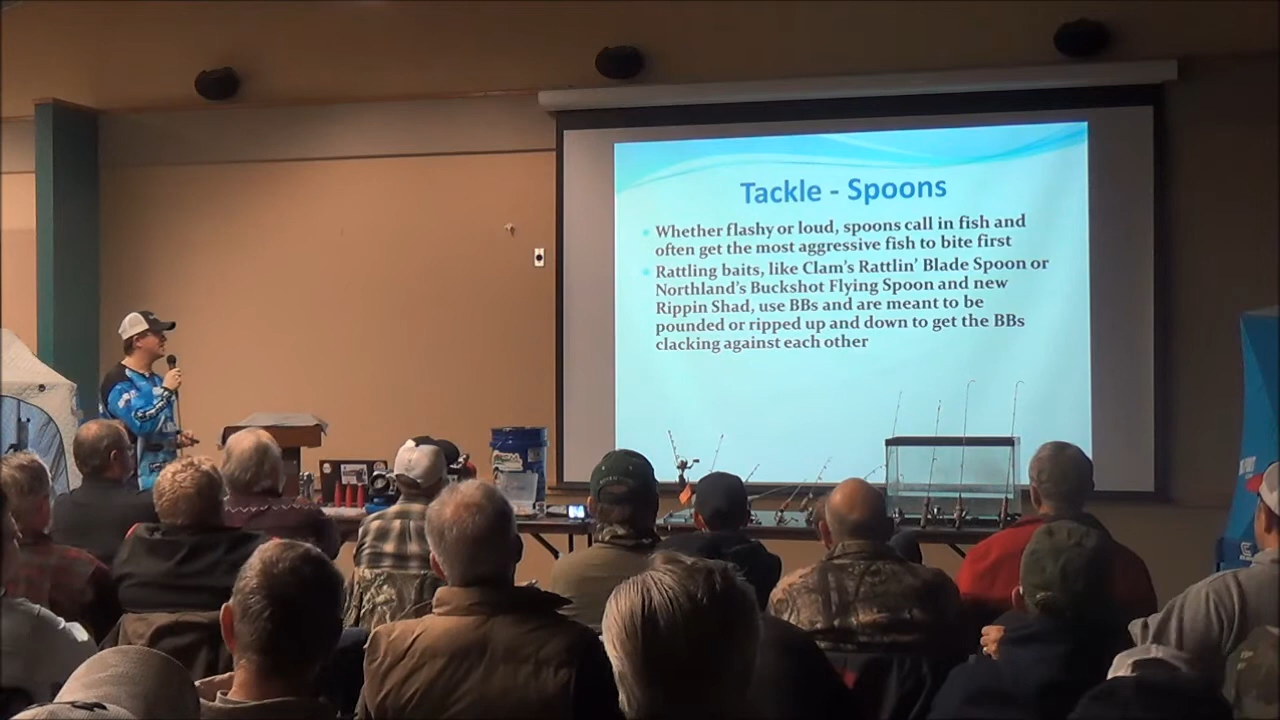 Tackle - Spoons
Whether flashy or loud, spoons call in fish and
often get the most aggressive fish to bite first
Rattling baits, like Clam’s Rattlin’ Blade Spoon or
Northland’s Buckshot Flying Spoon and new
Rippin Shad, use BBs and are meant to be
pounded or ripped up and down to get the BBs
clacking against each other